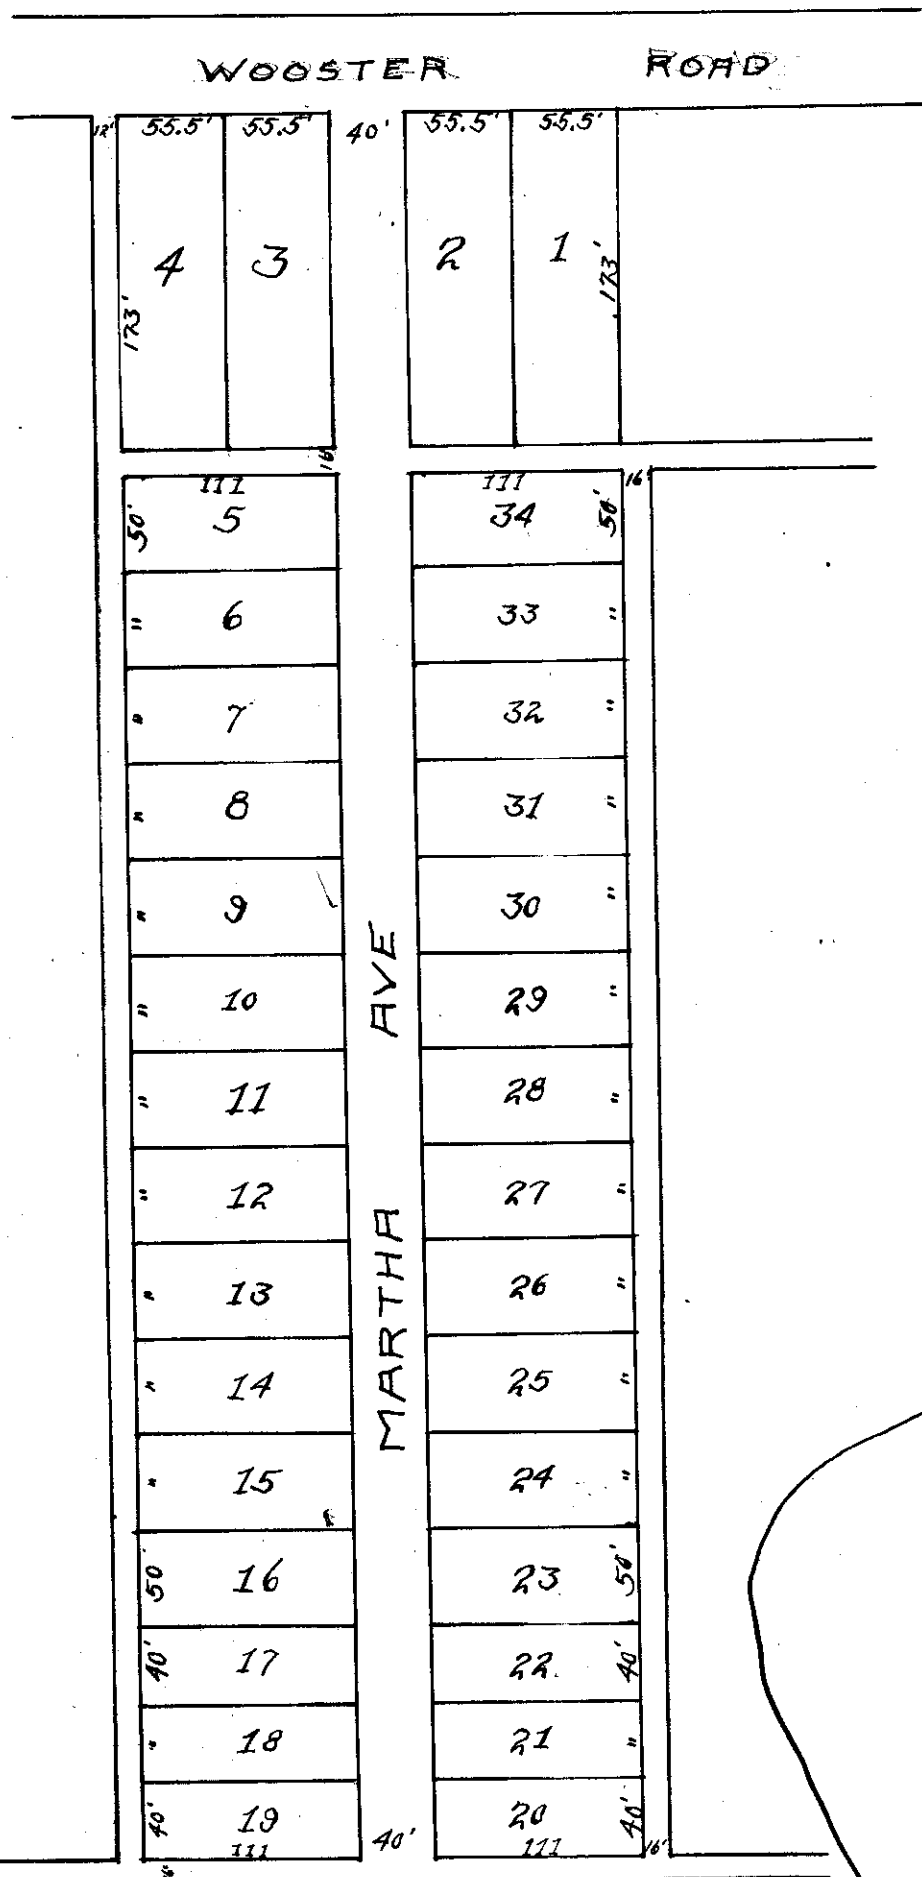 WOOSTER ROAD
12' 55.5' 55.5' 40' 55.5' 55.5'
4 3 2 1
173' 173'
16
111 111 16'
50' 5 34 50'
" 6 33 "
" 7 32 "
" 8 31 "
" 9 30 "
" 10 29 "
" 11 28 "
" 12 27 "
" 13 26 "
" 14 25 "
" 15 24 "
50' 16 23 50'
40' 17 22 40'
" 18 21 "
40' 19 20 40'
111 40' 111 16'
MARTHA AVE